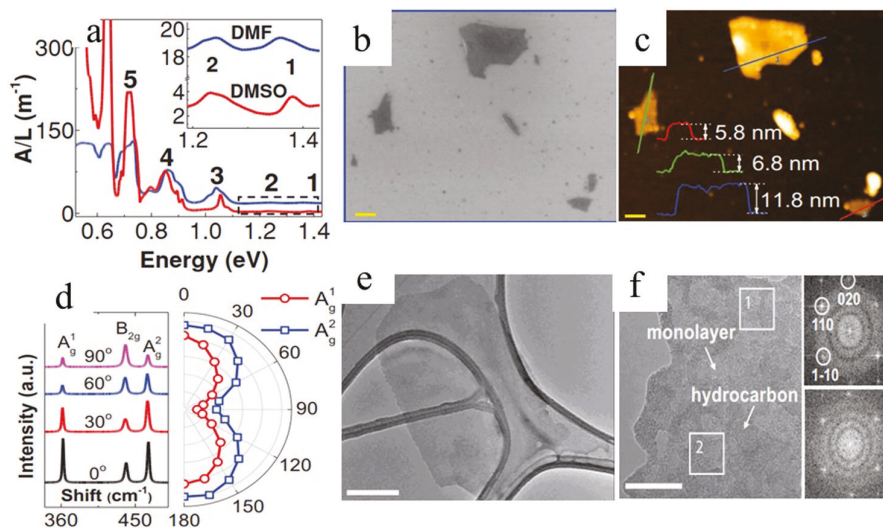 a
A/L (m⁻¹)
300
150
0
DMF
20
18
2
1
DMSO
4
2
1.2
1.4
5
4
3
2
1
0.6
0.8
1.0
1.2
1.4
Energy (eV)
b
c
5.8 nm
6.8 nm
11.8 nm
d
Intensity (a.u.)
A¹g
B2g
A²g
90°
60°
30°
0°
Shift (cm⁻¹)
360
450
A¹g
A²g
0
30
60
90
120
150
180
e
f
1
monolayer
hydrocarbon
2
020
110
1-10